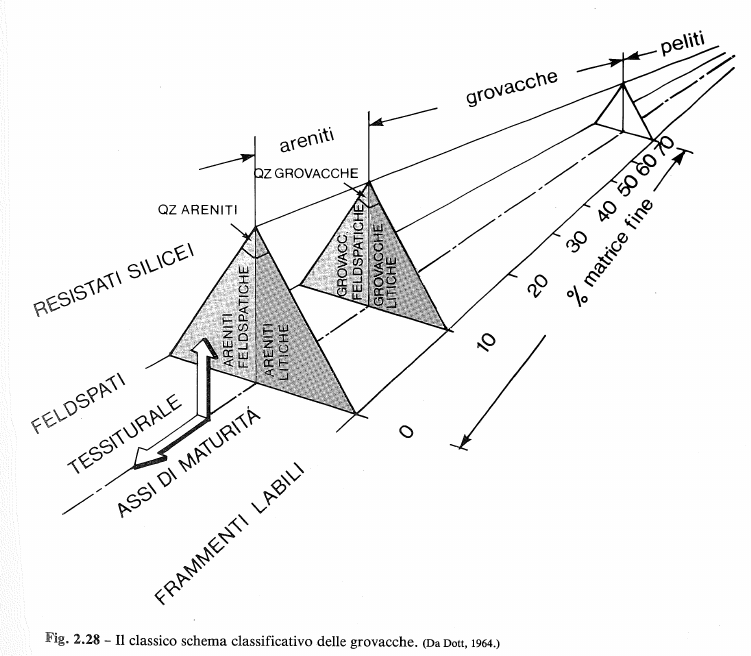 peliti
grovacche
areniti
QZ GROVACCHE
QZ ARENITI
RESISTATI SILICEI
GROVACC.
FELDSPATICHE
GROVACCHE
LITICHE
ARENITI
FELDSPATICHE
ARENITI
LITICHE
FELDSPATI
TESSITURALE
ASSI DI MATURITÁ
FRAMMENTI LABILI
0
10
20
30
40
50
60
70
% matrice fine
Fig. 2.28 – Il classico schema classificativo delle grovacche. (Da Dott, 1964.)